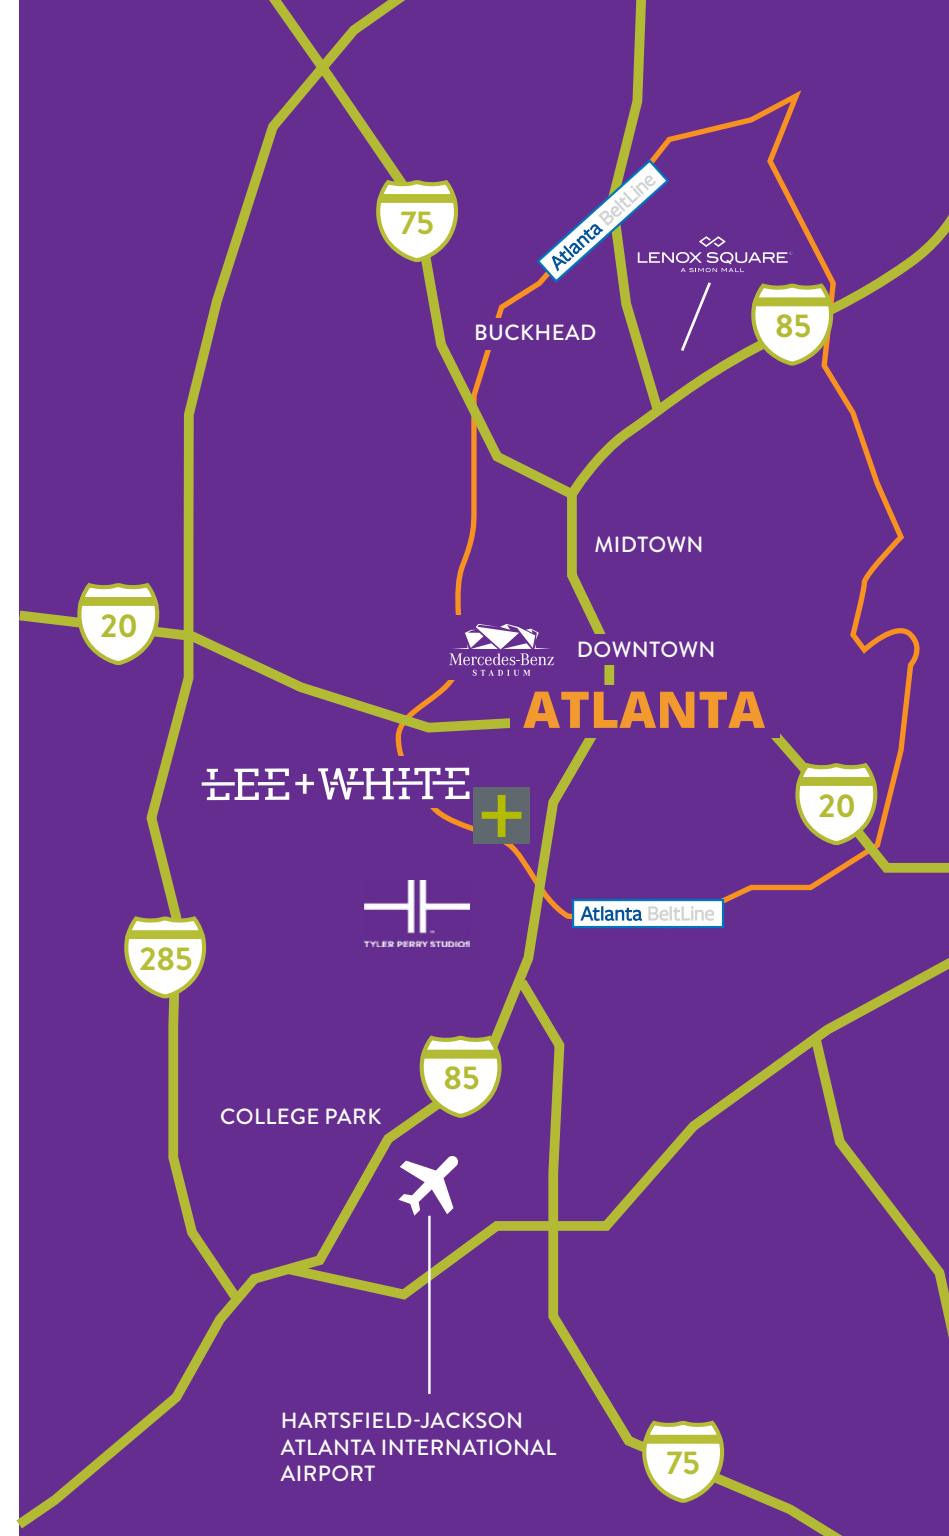 75
Atlanta BeltLine
LENOX SQUARE
A SIMON MALL
85
BUCKHEAD
MIDTOWN
20
Mercedes-Benz
STADIUM
DOWNTOWN
ATLANTA
LEE+WHITE
+
20
Atlanta BeltLine
TYLER PERRY STUDIOS
285
85
COLLEGE PARK
HARTSFIELD-JACKSON
ATLANTA INTERNATIONAL
AIRPORT
75